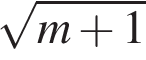 √m + 1